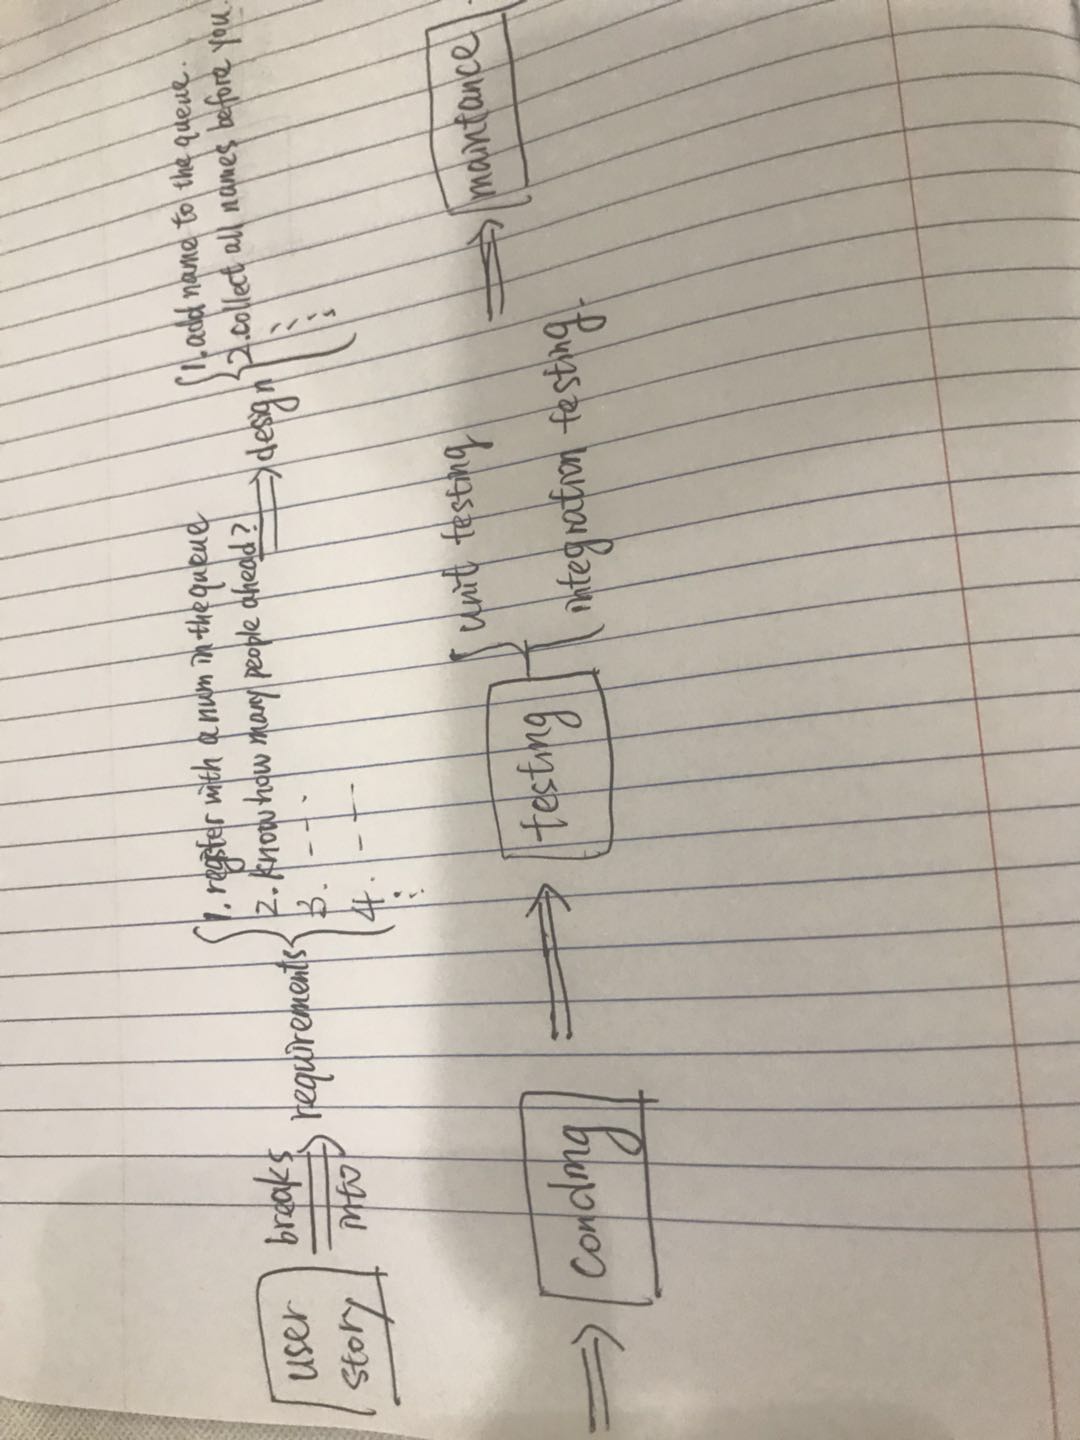 user
story
breaks
into
requirements
1. register with a num in the queue
2. know how many people ahead?
3. - - .
4. - -
design
1. add name to the queue.
2. collect all names before you.
conding
testing
unit testing
integration testing.
maintance